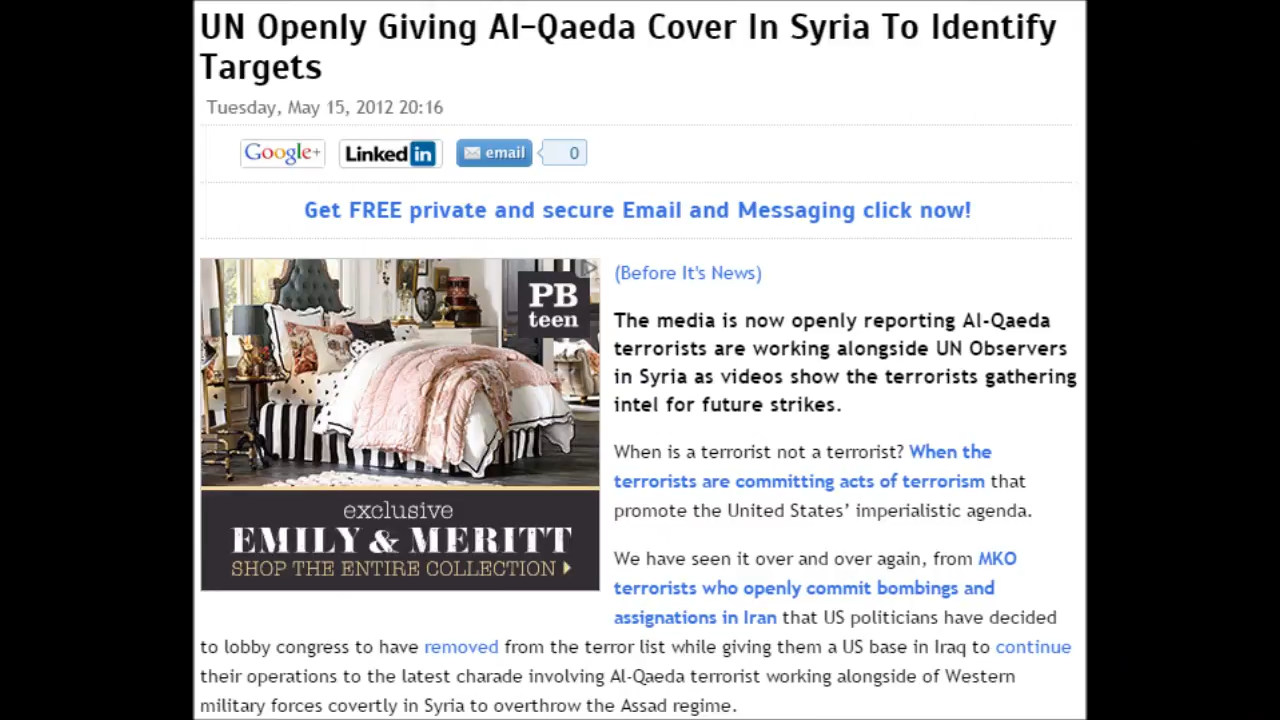 UN Openly Giving Al-Qaeda Cover In Syria To Identify
Targets
Tuesday, May 15, 2012 20:16
Google+
Linked in
email
0
Get FREE private and secure Email and Messaging click now!
PB
teen
exclusive
EMILY & MERITT
SHOP THE ENTIRE COLLECTION
(Before It's News)
The media is now openly reporting Al-Qaeda
terrorists are working alongside UN Observers
in Syria as videos show the terrorists gathering
intel for future strikes.
When is a terrorist not a terrorist? When the
terrorists are committing acts of terrorism that
promote the United States’ imperialistic agenda.
We have seen it over and over again, from MKO
terrorists who openly commit bombings and
assignations in Iran that US politicians have decided
to lobby congress to have removed from the terror list while giving them a US base in Iraq to continue
their operations to the latest charade involving Al-Qaeda terrorist working alongside of Western
military forces covertly in Syria to overthrow the Assad regime.